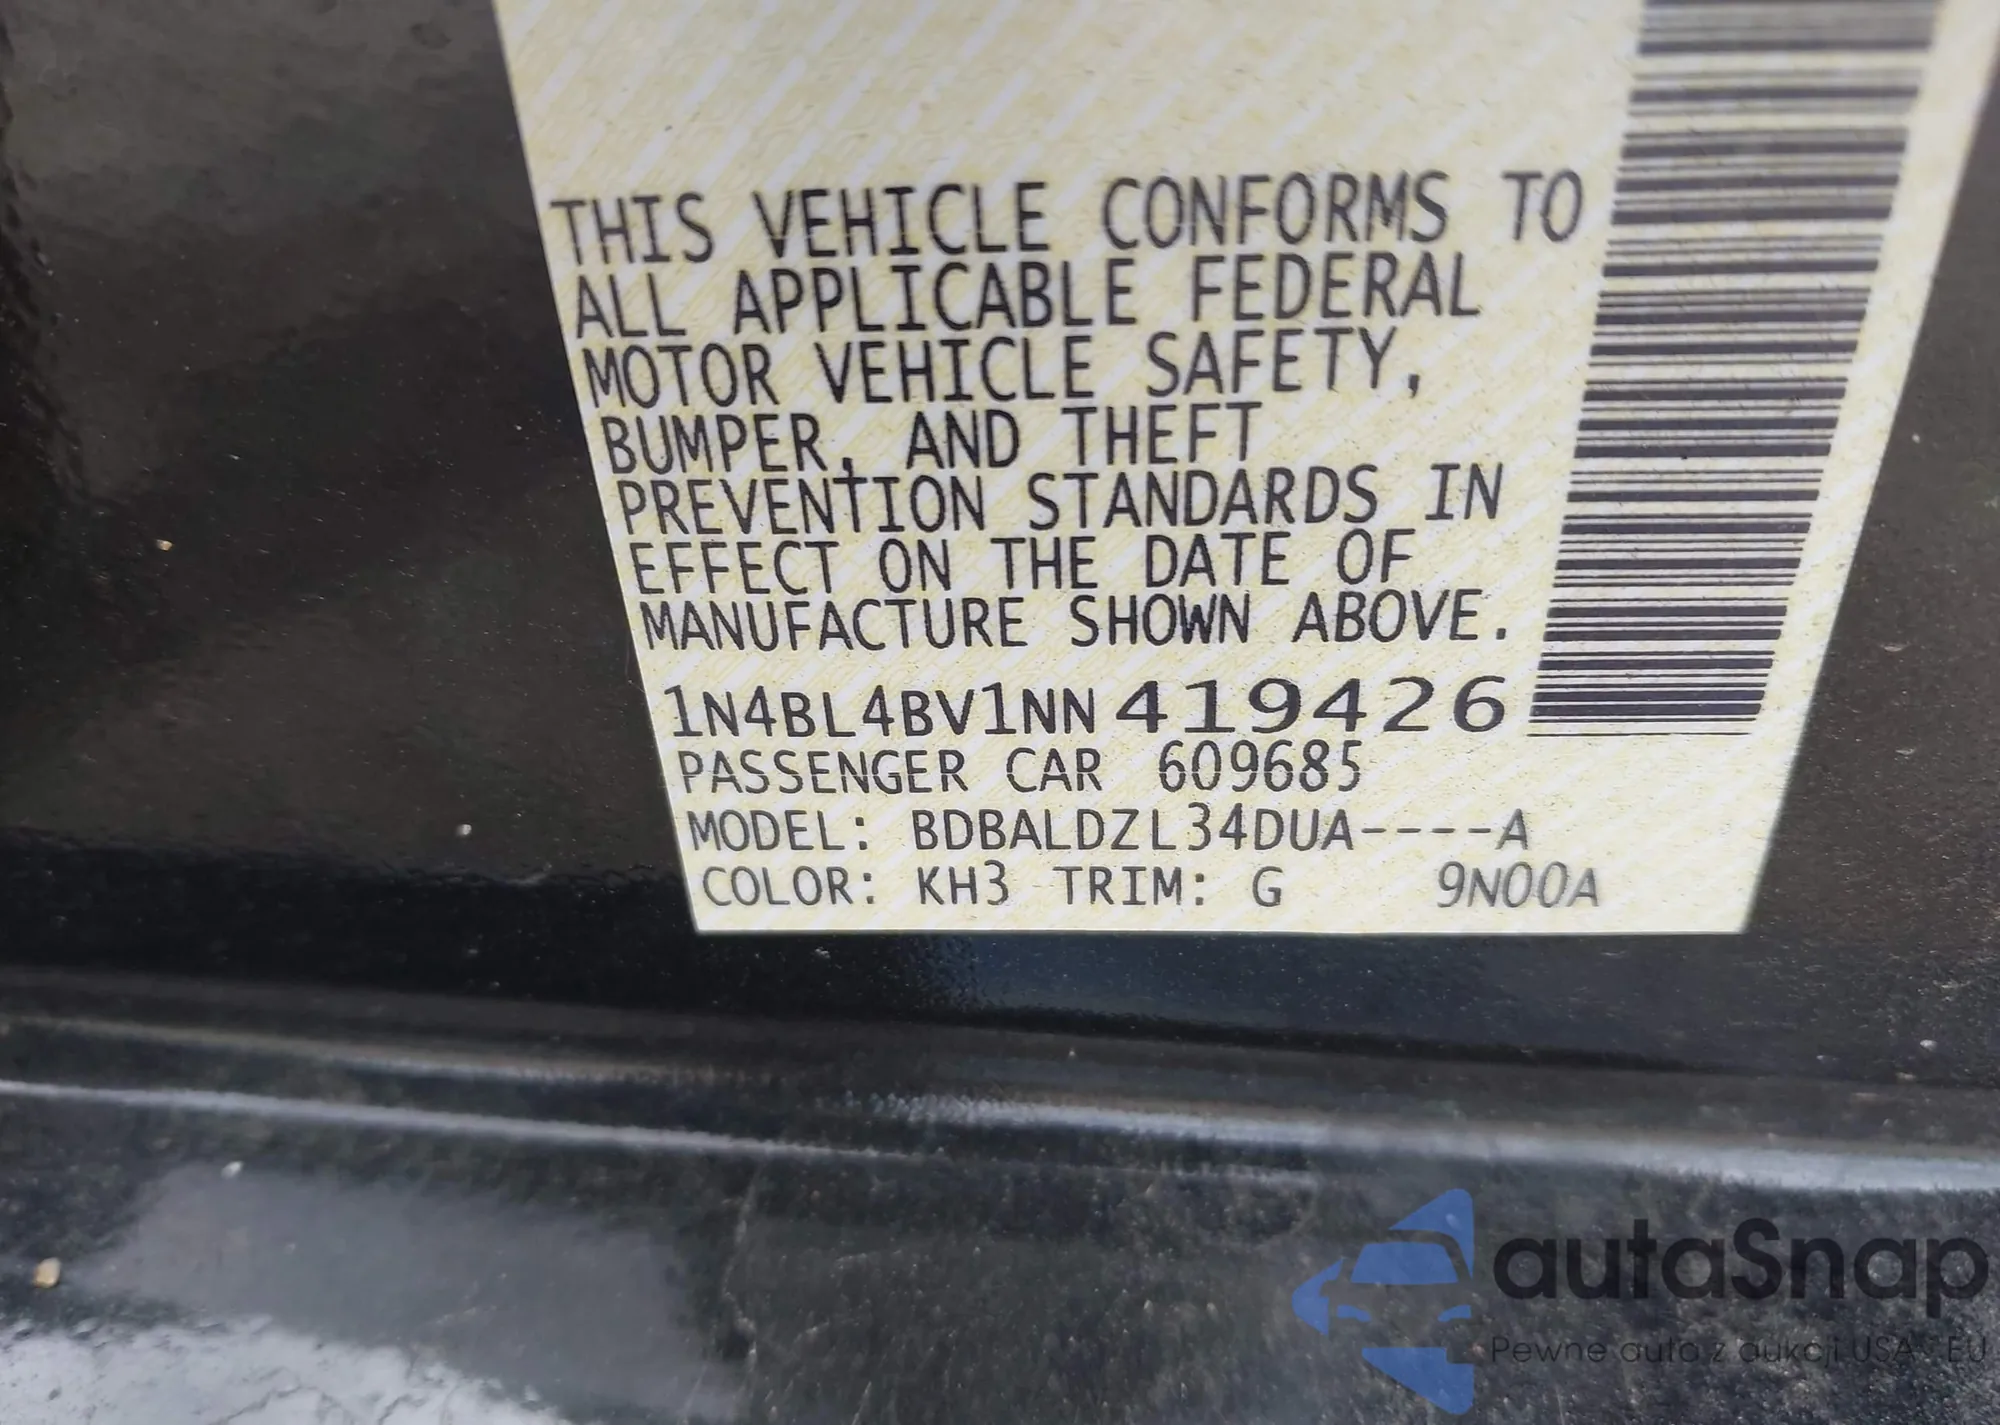 THIS VEHICLE CONFORMS TO
ALL APPLICABLE FEDERAL
MOTOR VEHICLE SAFETY,
BUMPER, AND THEFT
PREVENTION STANDARDS IN
EFFECT ON THE DATE OF
MANUFACTURE SHOWN ABOVE.
1N4BL4BV1NN419426
PASSENGER CAR 609685
MODEL: BDBALDZL34DUA----A
COLOR: KH3 TRIM: G 9N00A
autoSnap
Pewne auto z aukcji USA i EU